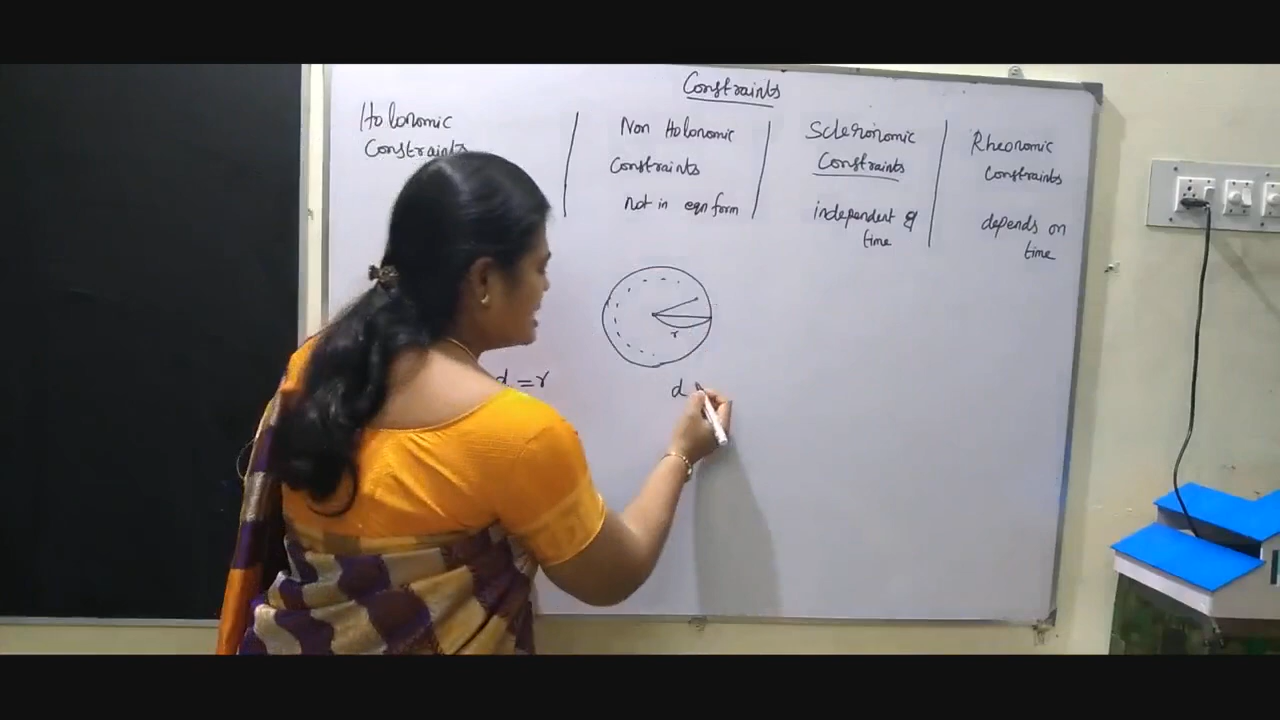 Constraints
Holonomic
Constraints
Non Holonomic
Constraints
not in eqn form
Scleronomic
Constraints
independent of
time
Rheonomic
Constraints
depends on
time
r
d = r
d